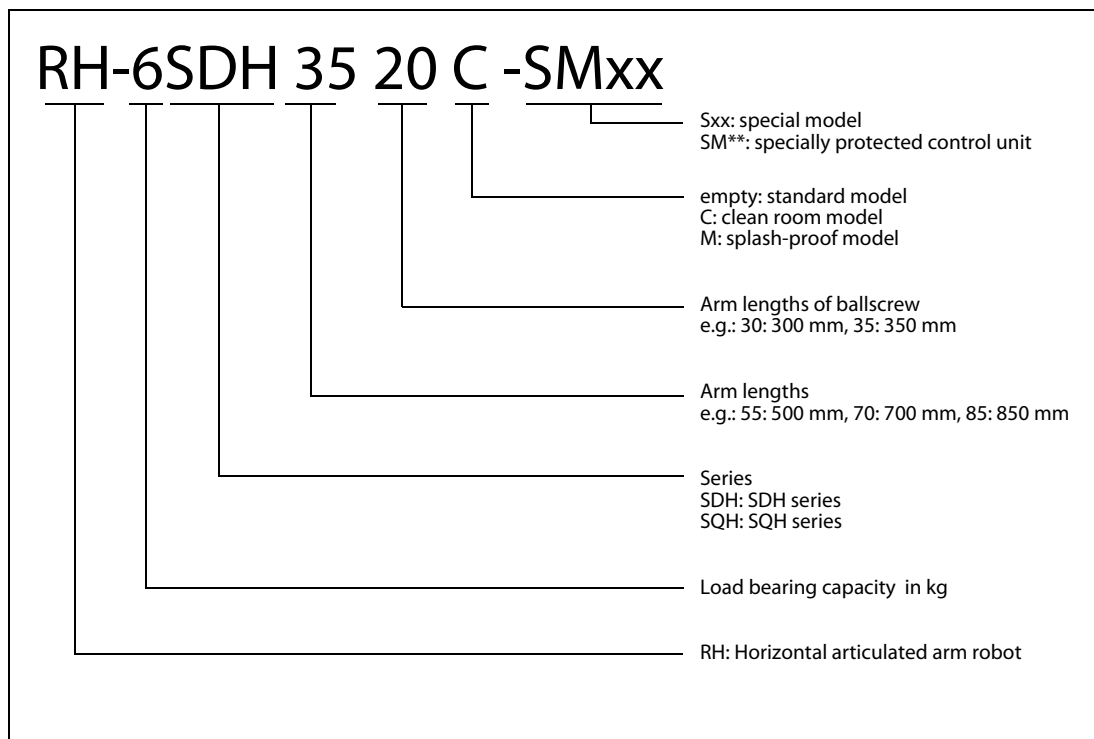 RH-6SDH 35 20 C -SMxx
Sxx: special model
SM**: specially protected control unit
empty: standard model
C: clean room model
M: splash-proof model
Arm lengths of ballscrew
e.g.: 30: 300 mm, 35: 350 mm
Arm lengths
e.g.: 55: 500 mm, 70: 700 mm, 85: 850 mm
Series
SDH: SDH series
SQH: SQH series
Load bearing capacity in kg
RH: Horizontal articulated arm robot